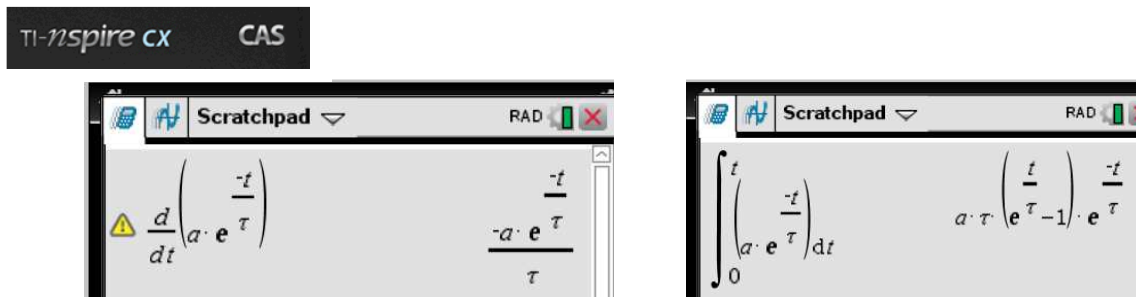 TI-nspire CX CAS
Scratchpad RAD
d/dt(a·e^(-t/τ)) -a·e^(-t/τ)/τ
Scratchpad RAD
∫₀ᵗ(a·e^(-t/τ))dt a·τ·(e^(t/τ)-1)·e^(-t/τ)